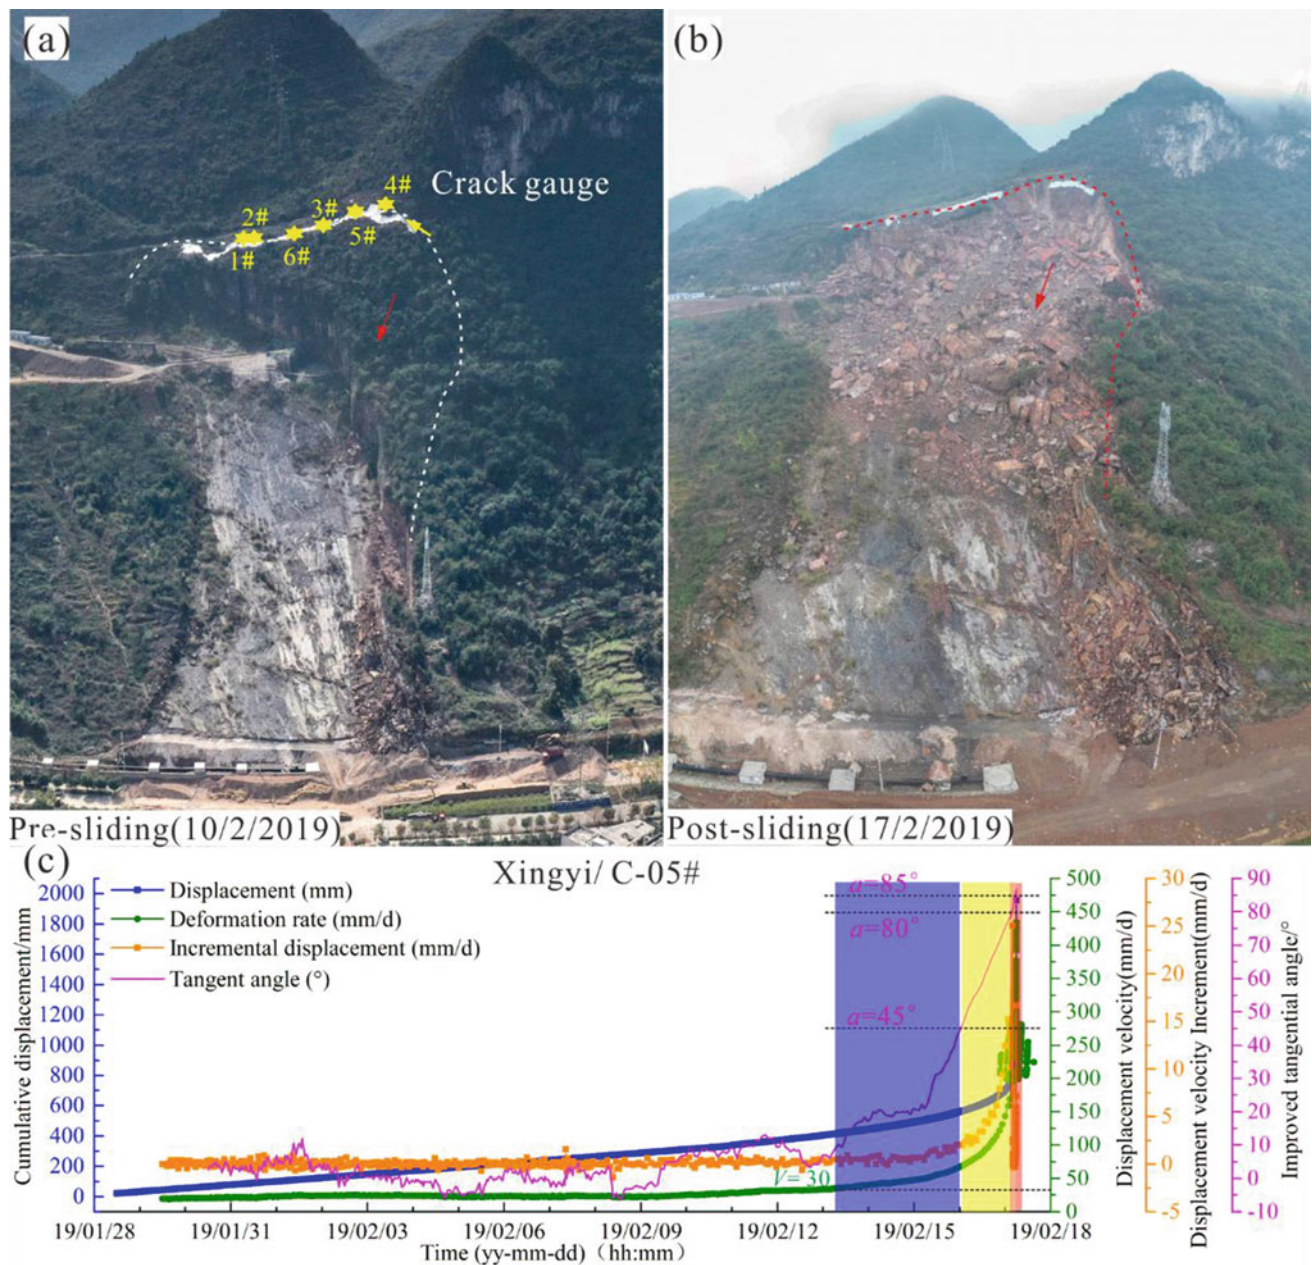 (a)
(b)
Crack gauge
4#
3#
2#
5#
6#
1#
Pre-sliding(10/2/2019)
Post-sliding(17/2/2019)
(c)
Xingyi/ C-05#
Displacement (mm)
Deformation rate (mm/d)
Incremental displacement (mm/d)
Tangent angle (°)
a=85°
a=80°
a=45°
V=30
Cumulative displacement/mm
2000
1800
1600
1400
1200
1000
800
600
400
200
0
Displacement velocity(mm/d)
500
450
400
350
300
250
200
150
100
50
0
Displacement velocity Increment(mm/d)
30
25
20
15
10
5
0
-5
Improved tangential angle/°
90
80
70
60
50
40
30
20
10
0
-10
19/01/28 19/01/31 19/02/03 19/02/06 19/02/09 19/02/12 19/02/15 19/02/18
Time (yy-mm-dd)（hh:mm）